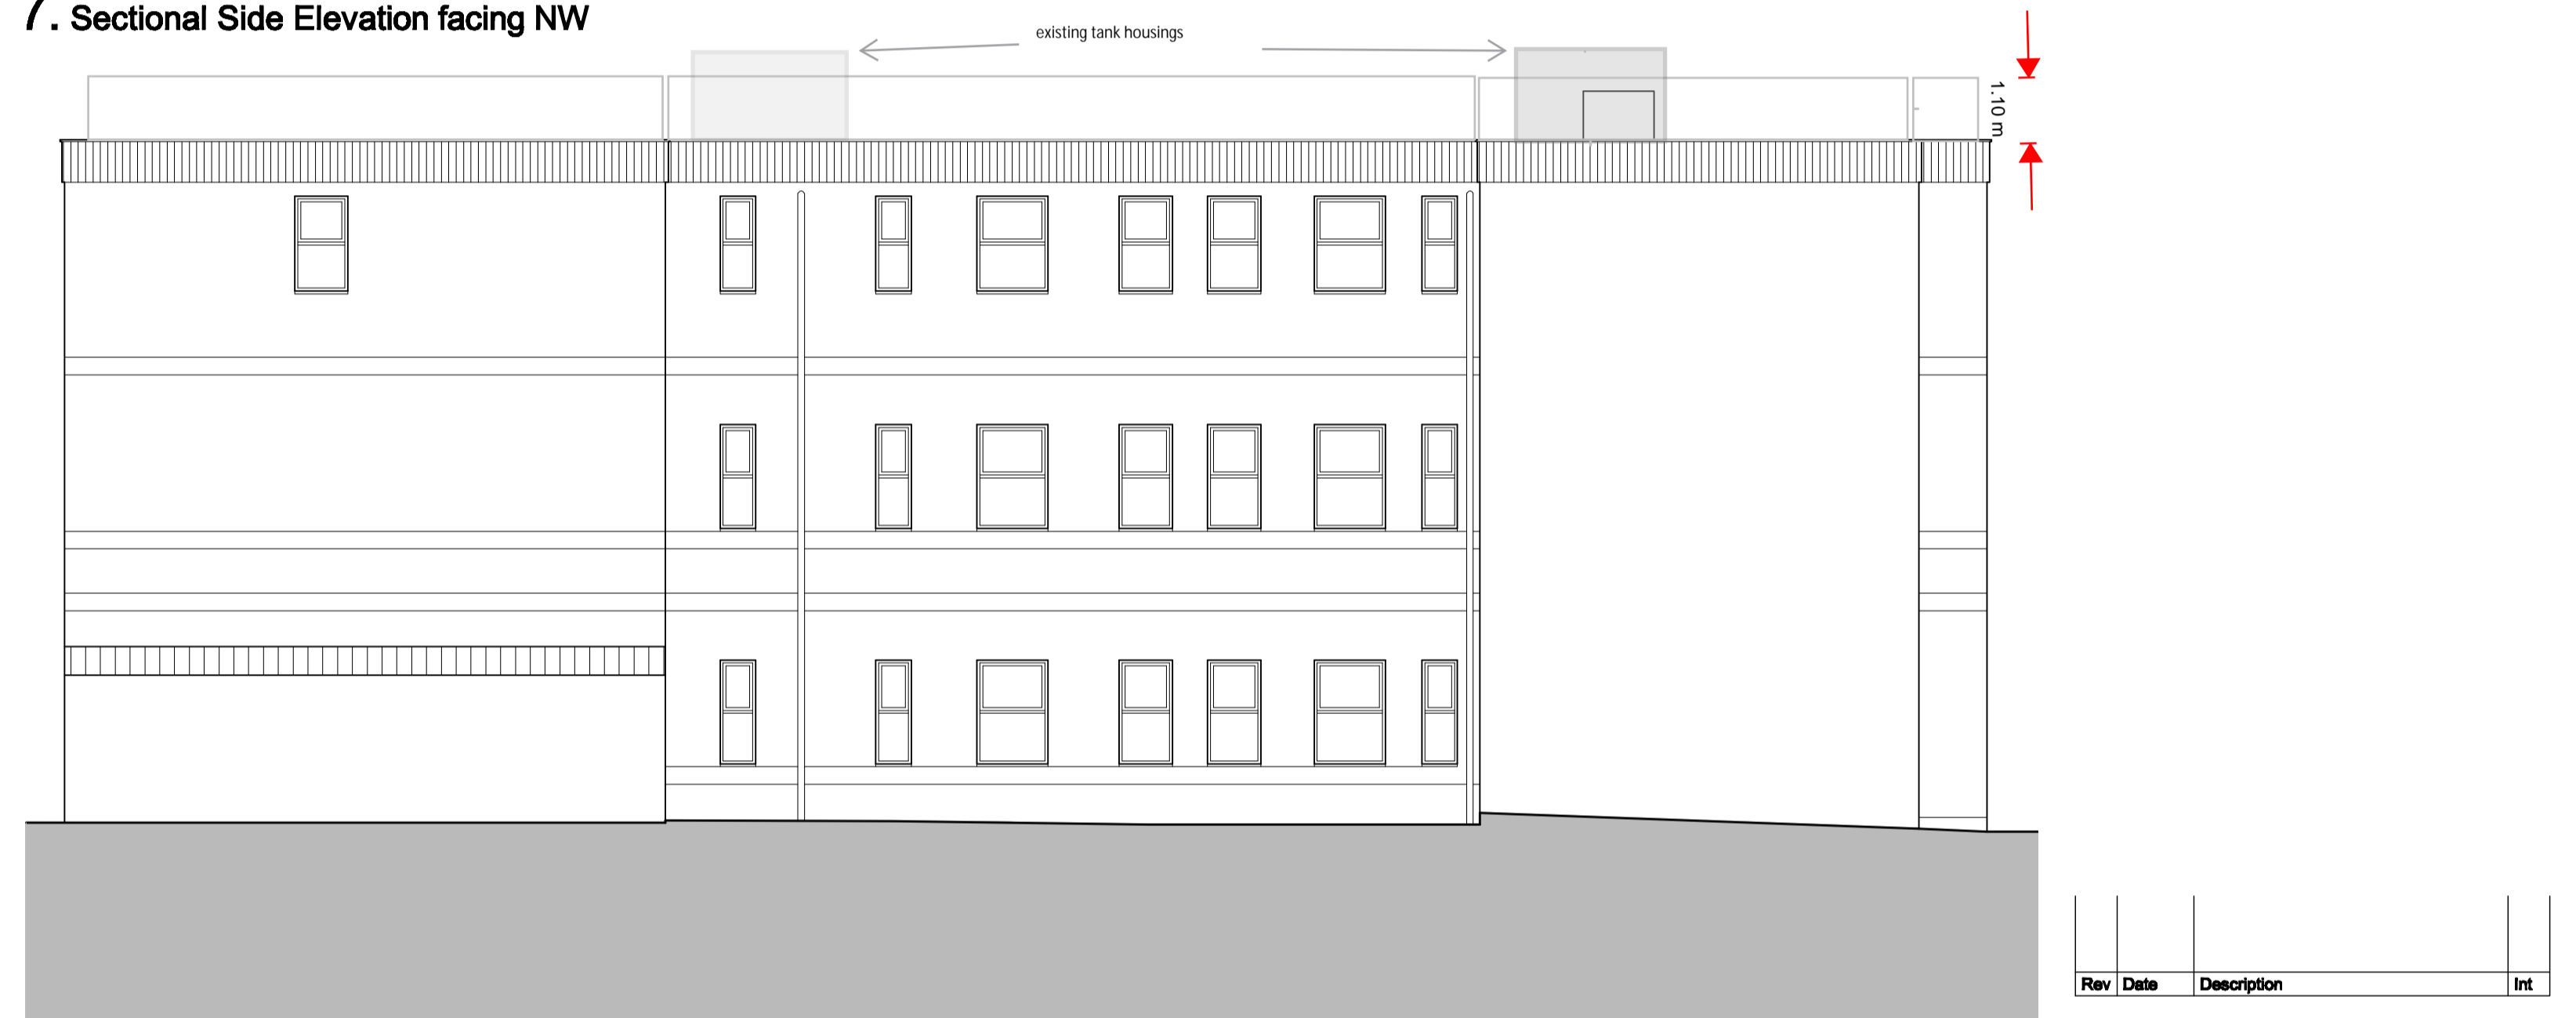 7. Sectional Side Elevation facing NW
existing tank housings
1.10 m
Rev Date Description Int